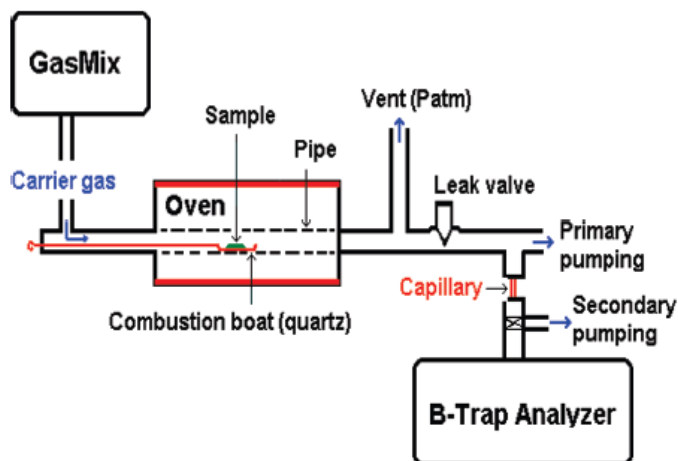 GasMix
Vent (Patm)
Sample
Pipe
Carrier gas
Leak valve
Oven
Primary
pumping
Capillary
Combustion boat (quartz)
Secondary
pumping
B-Trap Analyzer